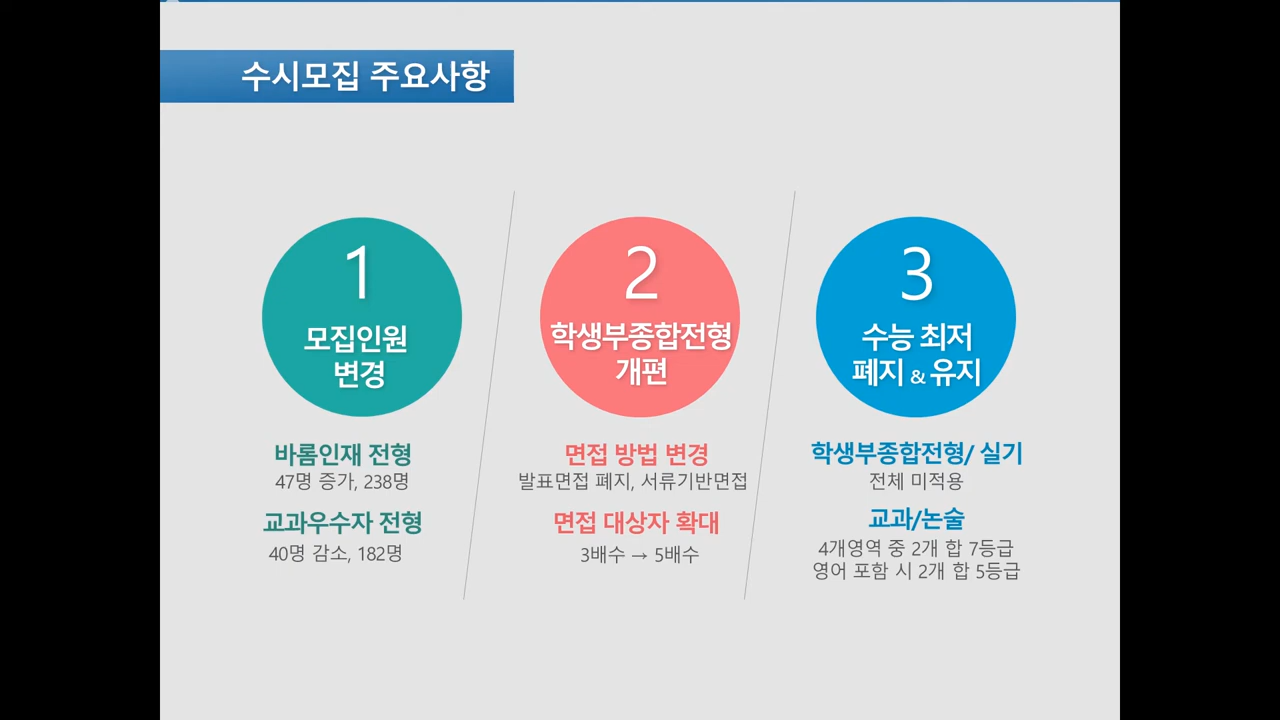 수시모집 주요사항
1
모집인원
변경
바롬인재 전형
47명 증가, 238명
교과우수자 전형
40명 감소, 182명
2
학생부종합전형
개편
면접 방법 변경
발표면접 폐지, 서류기반면접
면접 대상자 확대
3배수 → 5배수
3
수능 최저
폐지 & 유지
학생부종합전형/ 실기
전체 미적용
교과/논술
4개영역 중 2개 합 7등급
영어 포함 시 2개 합 5등급